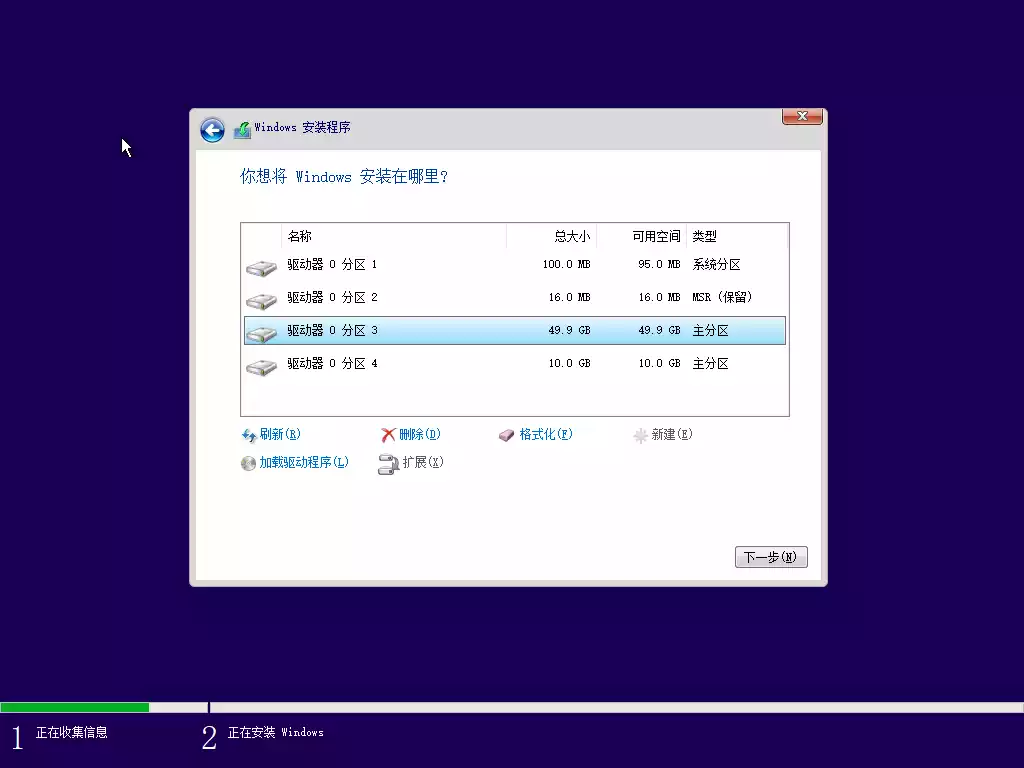 Windows 安装程序
你想将 Windows 安装在哪里?
名称 总大小 可用空间 类型
驱动器 0 分区 1 100.0 MB 95.0 MB 系统分区
驱动器 0 分区 2 16.0 MB 16.0 MB MSR (保留)
驱动器 0 分区 3 49.9 GB 49.9 GB 主分区
驱动器 0 分区 4 10.0 GB 10.0 GB 主分区
刷新(R) 删除(D) 格式化(F) 新建(E)
加载驱动程序(L) 扩展(X)
下一步(N)
1 正在收集信息 2 正在安装 Windows